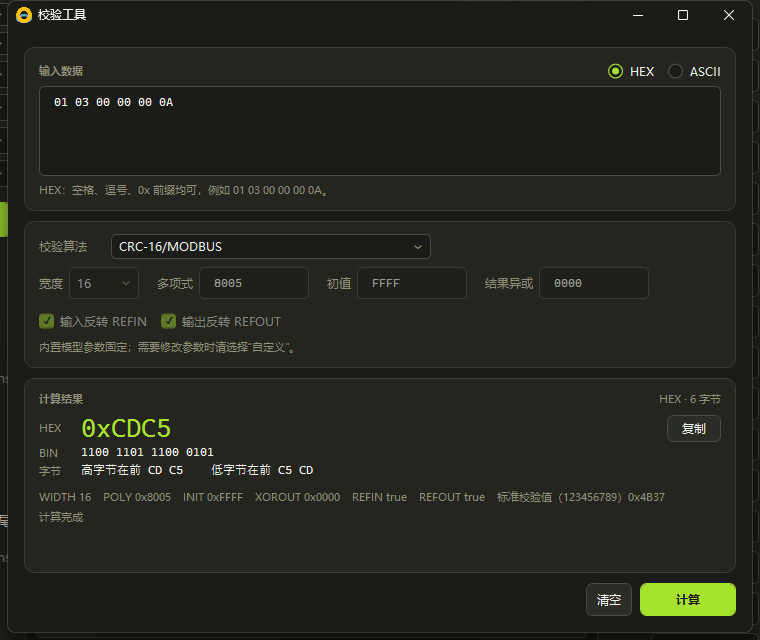 校验工具
输入数据 HEX ASCII
01 03 00 00 00 0A
HEX：空格、逗号、0x 前缀均可，例如 01 03 00 00 00 0A。
校验算法 CRC-16/MODBUS
宽度 16 多项式 8005 初值 FFFF 结果异或 0000
输入反转 REFIN 输出反转 REFOUT
内置模型参数固定；需要修改参数时请选择“自定义”。
计算结果 HEX · 6 字节
HEX 0xCDC5 复制
BIN 1100 1101 1100 0101
字节 高字节在前 CD C5 低字节在前 C5 CD
WIDTH 16 POLY 0x8005 INIT 0xFFFF XOROUT 0x0000 REFIN true REFOUT true 标准校验值（123456789）0x4B37
计算完成
清空 计算